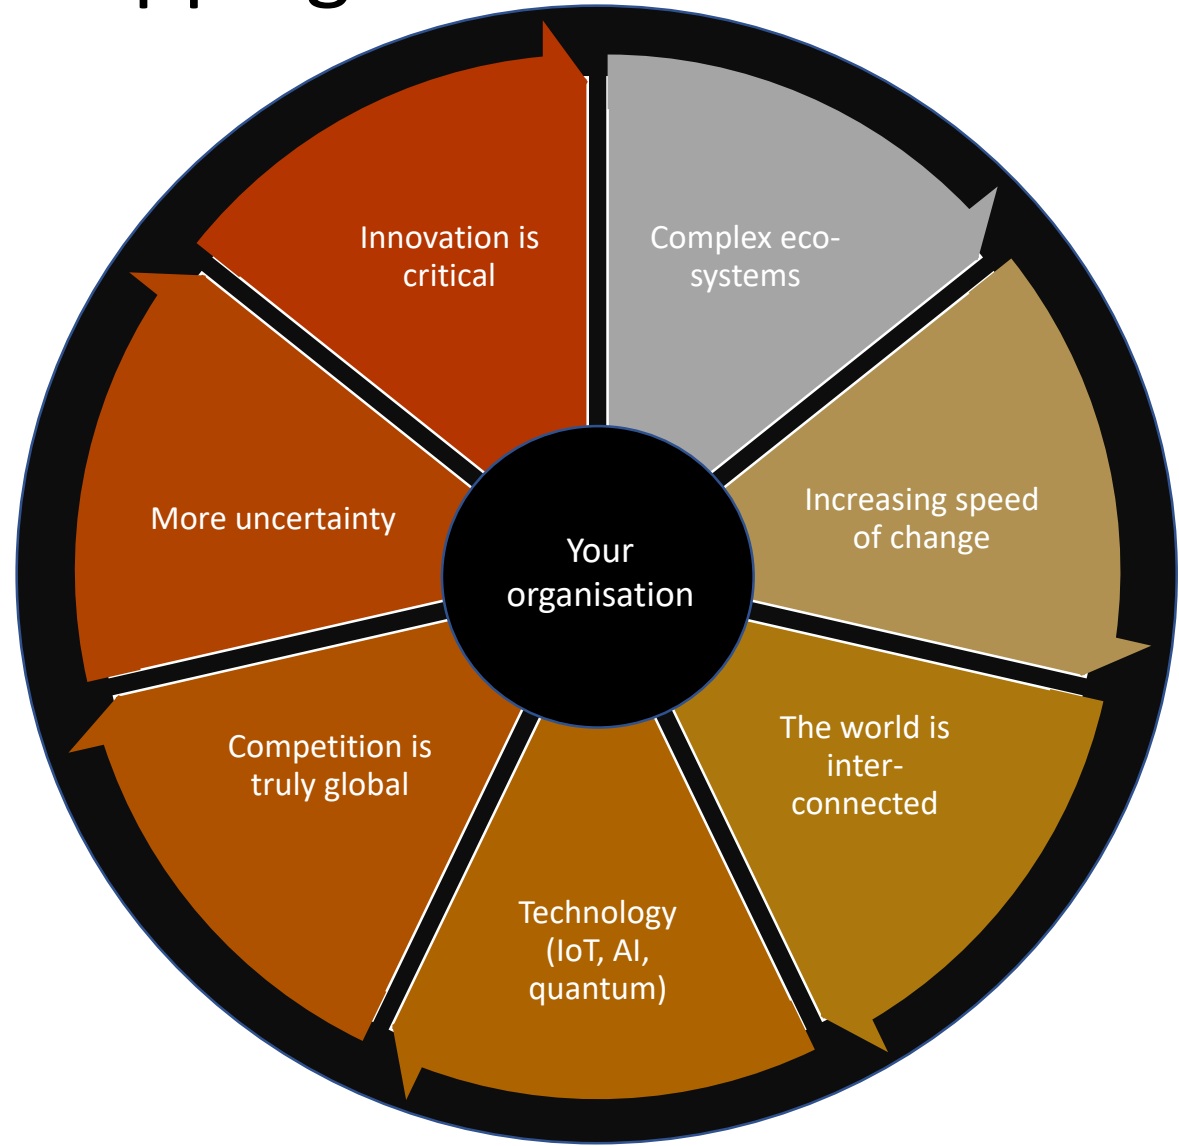 Complex eco-
systems
Increasing speed
of change
The world is
inter-
connected
Technology
(IoT, AI,
quantum)
Competition is
truly global
More uncertainty
Innovation is
critical
Your
organisation